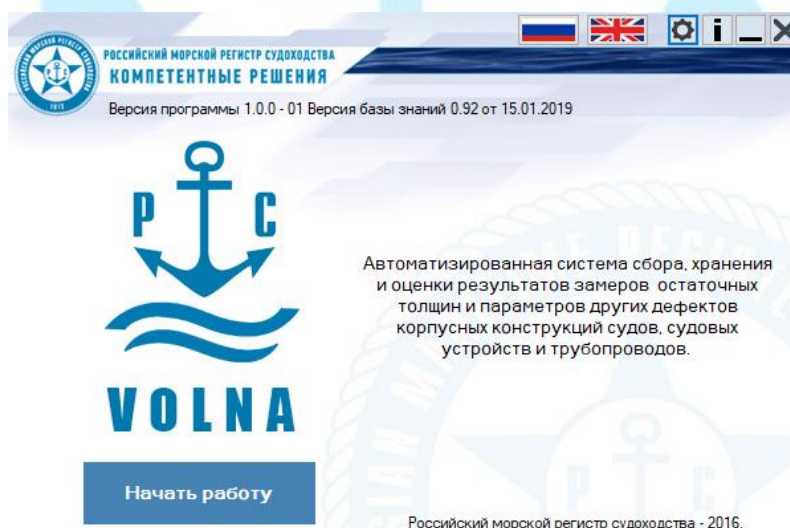 РОССИЙСКИЙ МОРСКОЙ РЕГИСТР СУДОХОДСТВА
КОМПЕТЕНТНЫЕ РЕШЕНИЯ
Версия программы 1.0.0 - 01 Версия базы знаний 0.92 от 15.01.2019
Р С
VOLNA
Автоматизированная система сбора, хранения
и оценки результатов замеров остаточных
толщин и параметров других дефектов
корпусных конструкций судов, судовых
устройств и трубопроводов.
Начать работу
Российский морской регистр судоходства - 2016.